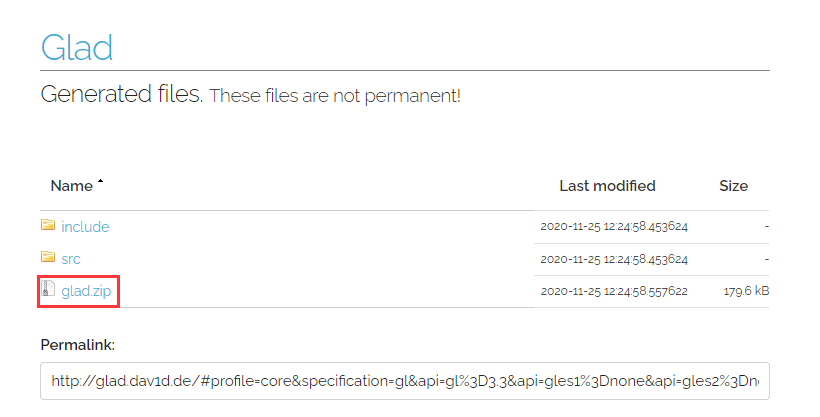 Glad
Generated files. These files are not permanent!
Name Last modified Size
include 2020-11-25 12:24:58.453624 -
src 2020-11-25 12:24:58.453624 -
glad.zip 2020-11-25 12:24:58.557622 179.6 kB
Permalink:
http://glad.dav1d.de/#profile=core&specification=gl&api=gl%3D3.3&api=gles1%3Dnone&api=gles2%3Dno